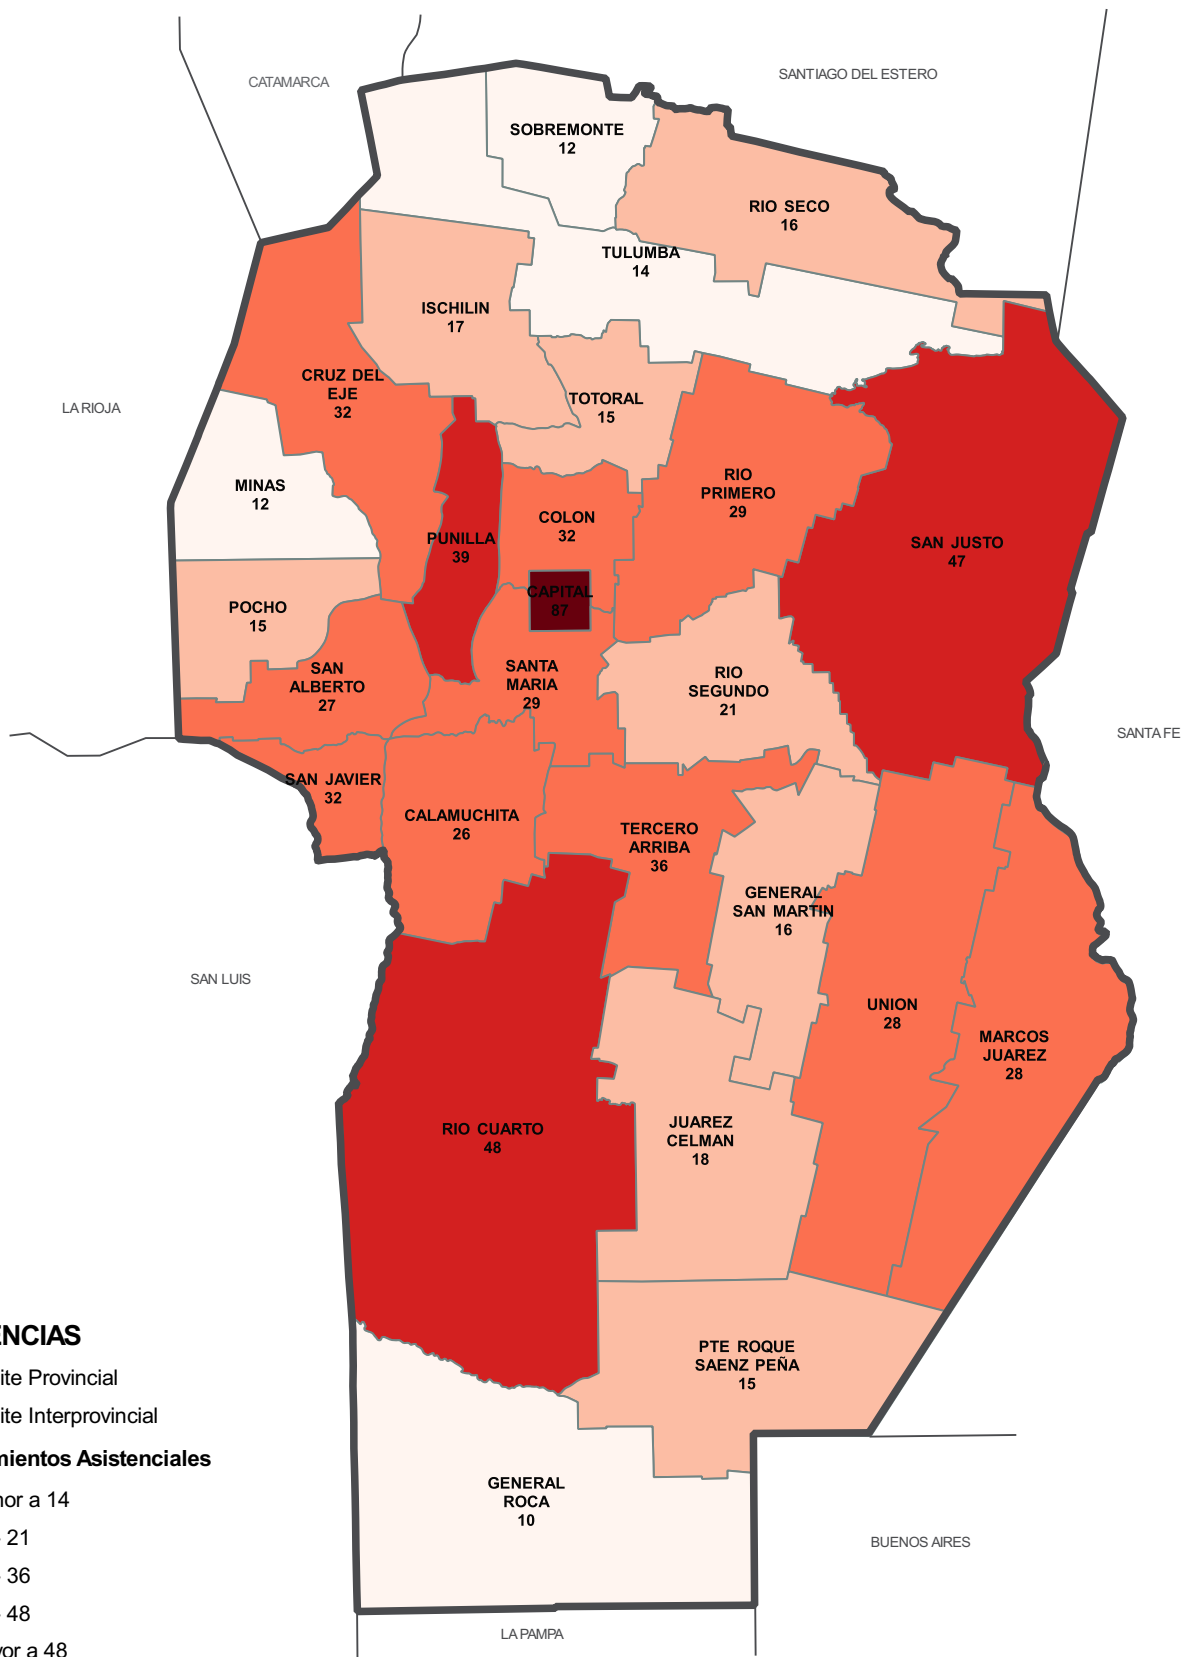 CATAMARCA
SANTIAGO DEL ESTERO
SOBREMONTE
12
RIO SECO
16
TULUMBA
14
ISCHILIN
17
CRUZ DEL
EJE
32
LA RIOJA
TOTORAL
15
MINAS
12
RIO
PRIMERO
29
COLON
32
PUNILLA
39
SAN JUSTO
47
CAPITAL
87
POCHO
15
SAN
ALBERTO
27
SANTA
MARIA
29
RIO
SEGUNDO
21
SANTA FE
SAN JAVIER
32
CALAMUCHITA
26
TERCERO
ARRIBA
36
GENERAL
SAN MARTIN
16
SAN LUIS
UNION
28
MARCOS
JUAREZ
28
RIO CUARTO
48
JUAREZ
CELMAN
18
PTE ROQUE
SAENZ PEÑA
15
GENERAL
ROCA
10
BUENOS AIRES
LA PAMPA
ENCIAS
ite Provincial
ite Interprovincial
mientos Asistenciales
nor a 14
- 21
- 36
- 48
yor a 48